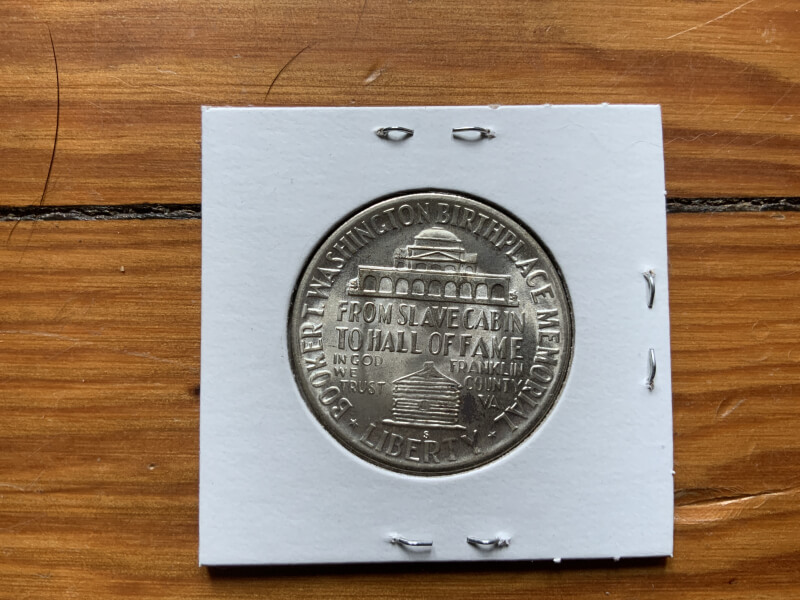 BOOKER T. WASHINGTON BIRTHPLACE MEMORIAL
FROM SLAVE CABIN
TO HALL OF FAME
IN GOD
WE
TRUST
FRANKLIN
COUNTY
VA.
S
LIBERTY